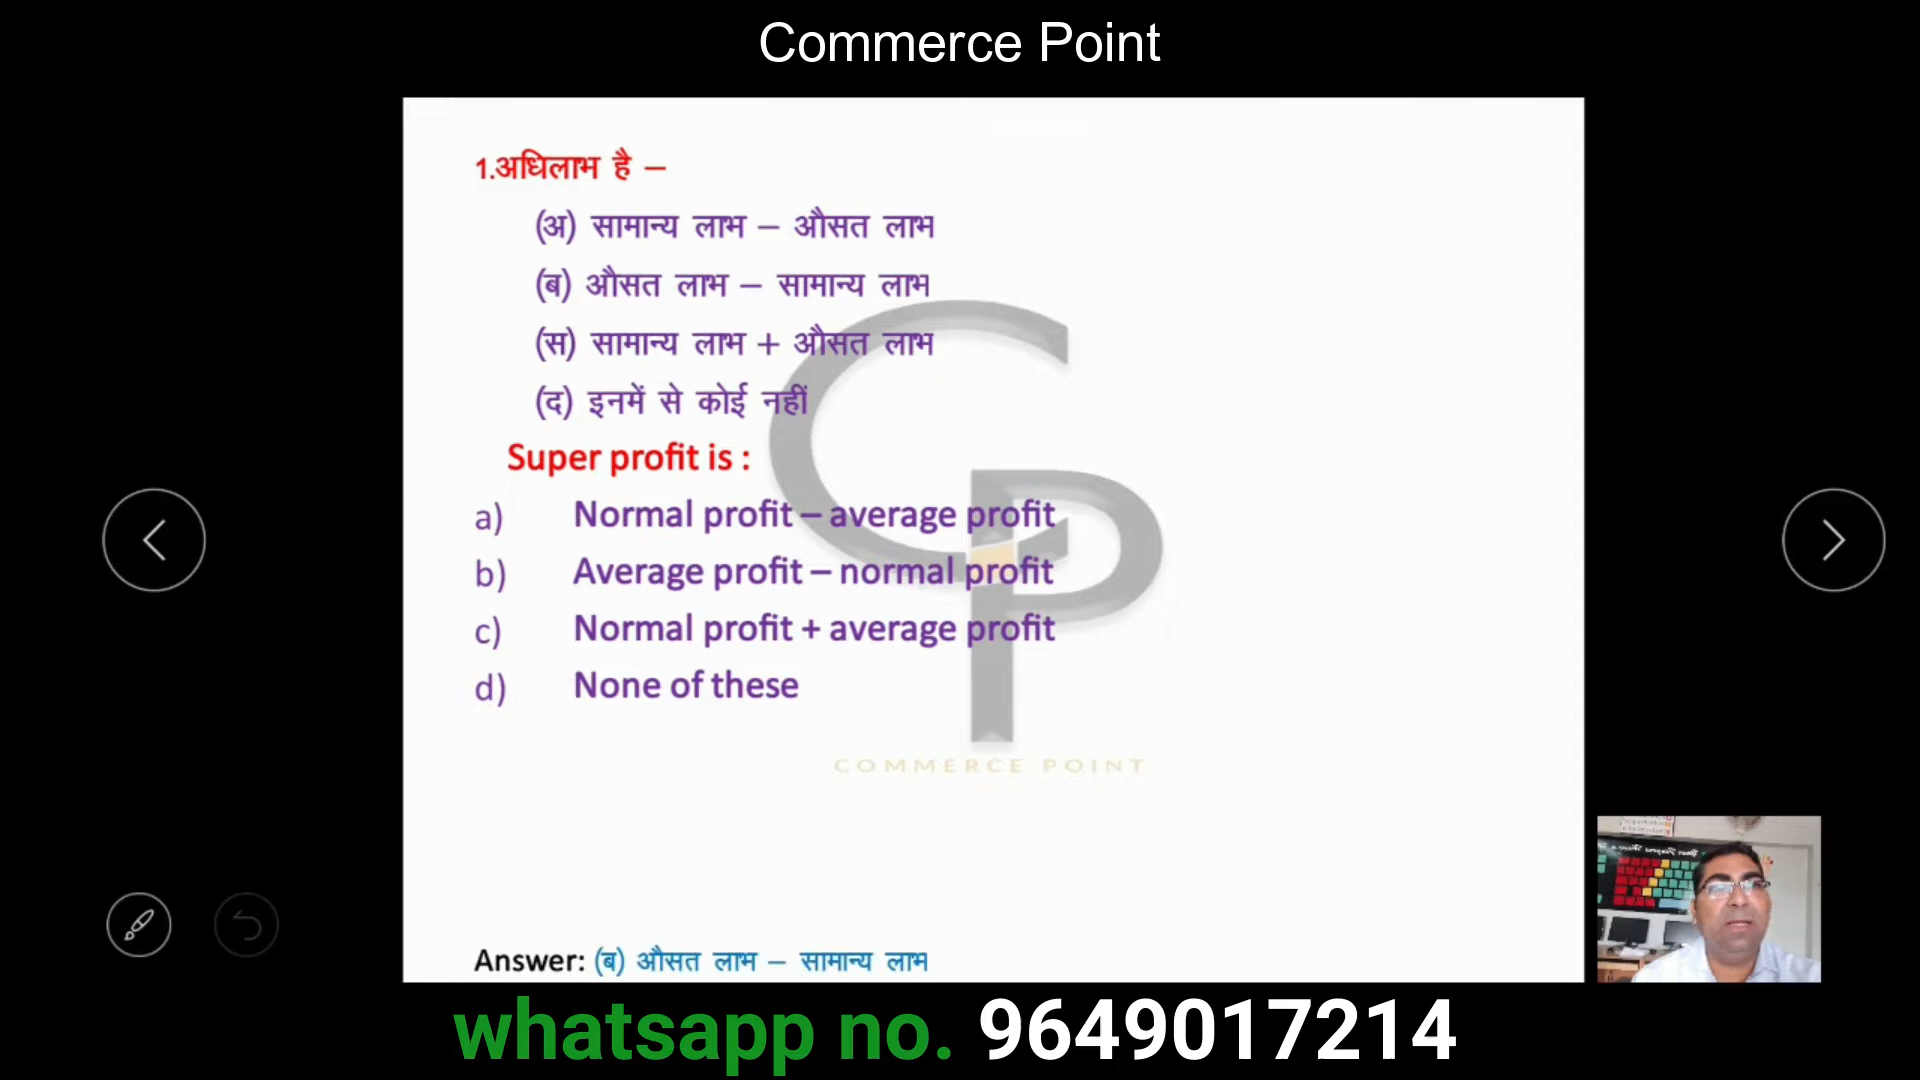 Commerce Point
1.अधिलाभ है –
(अ) सामान्य लाभ – औसत लाभ
(ब) औसत लाभ – सामान्य लाभ
(स) सामान्य लाभ + औसत लाभ
(द) इनमें से कोई नहीं
Super profit is :
a) Normal profit – average profit
b) Average profit – normal profit
c) Normal profit + average profit
d) None of these
COMMERCE POINT
Answer: (ब) औसत लाभ – सामान्य लाभ
whatsapp no. 9649017214